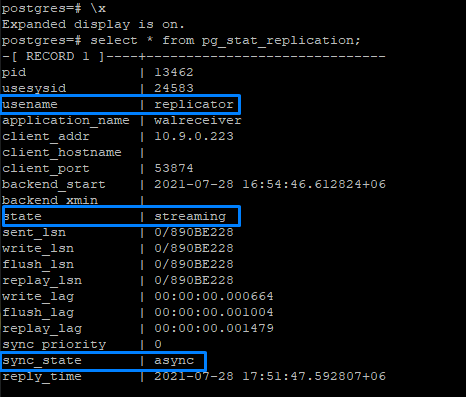 postgres=# \x
Expanded display is on.
postgres=# select * from pg_stat_replication;
-[ RECORD 1 ]----+------------------------------
pid              | 13462
usesysid         | 24583
usename          | replicator
application_name | walreceiver
client_addr      | 10.9.0.223
client_hostname  |
client_port      | 53874
backend_start    | 2021-07-28 16:54:46.612824+06
backend_xmin     |
state            | streaming
sent_lsn         | 0/890BE228
write_lsn        | 0/890BE228
flush_lsn        | 0/890BE228
replay_lsn       | 0/890BE228
write_lag        | 00:00:00.000664
flush_lag        | 00:00:00.001004
replay_lag       | 00:00:00.001479
sync_priority    | 0
sync_state       | async
reply_time       | 2021-07-28 17:51:47.592807+06